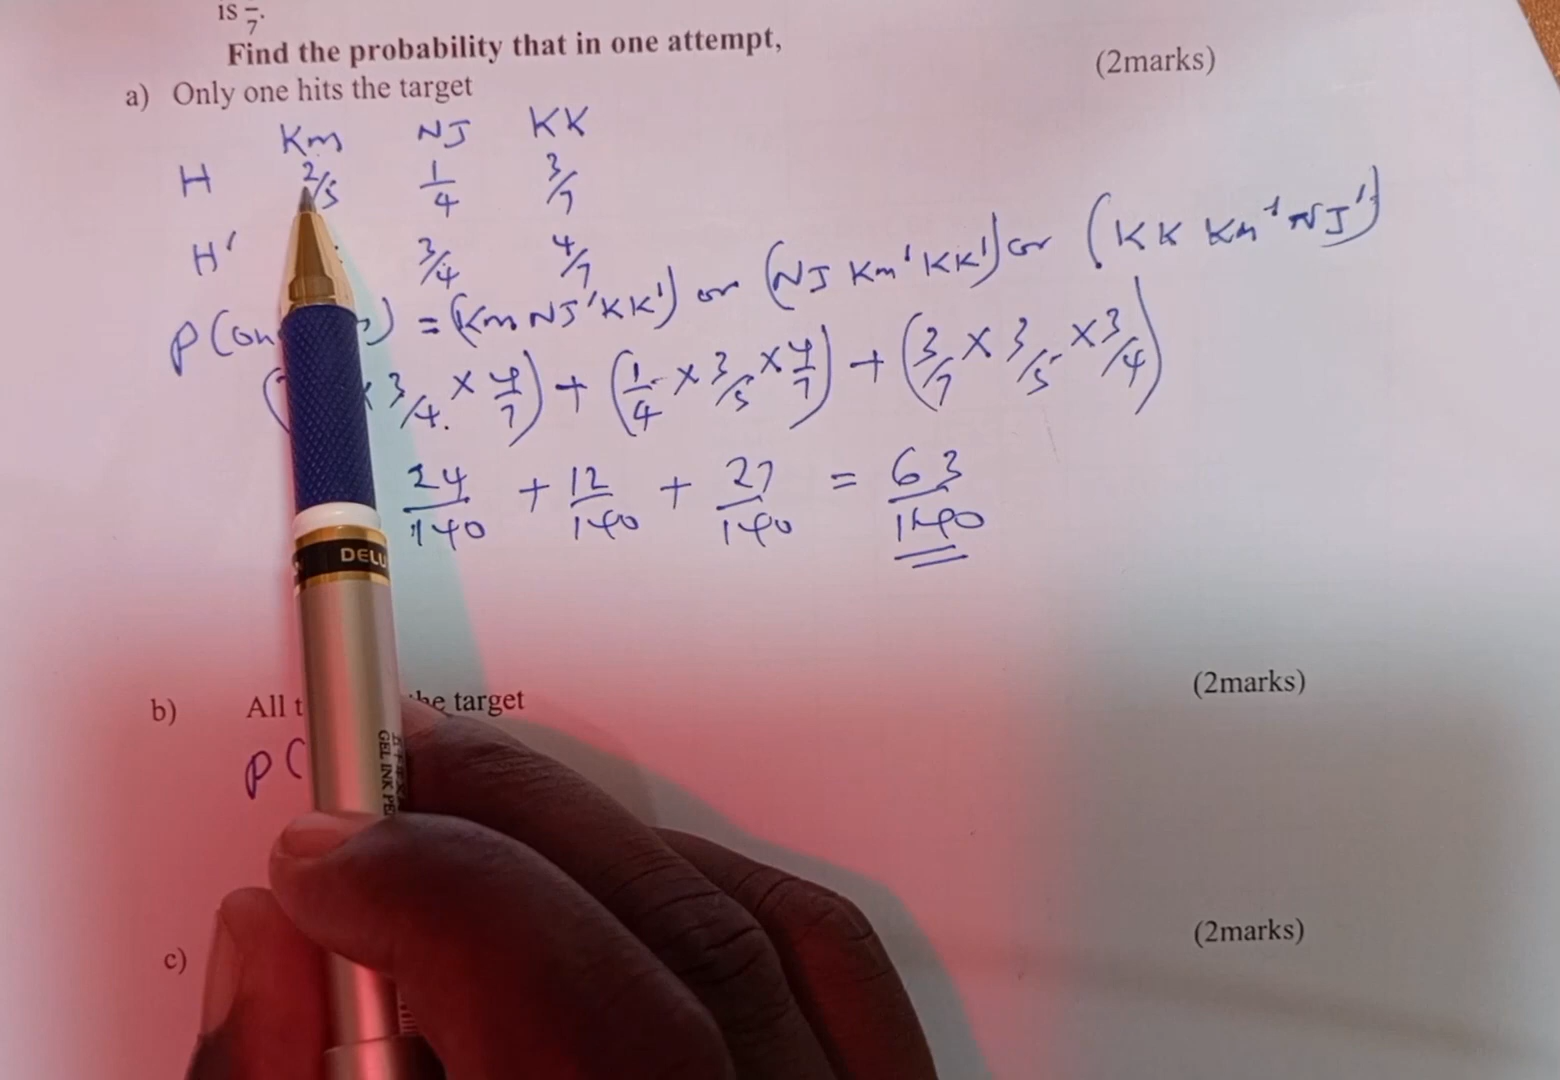 is –/7.
Find the probability that in one attempt,
(2marks)
a) Only one hits the target
Km NJ KK
H 2/5 1/4 3/7
H' 3/4 4/7
P(on ) = (Km NJ' KK') or (NJ Km' KK') or (KK Km' NJ')
( × 3/4 × 4/7) + (1/4 × 3/5 × 4/7) + (3/7 × 3/5 × 3/4)
24/140 + 12/140 + 27/140 = 63/140
DELU
GEL INK PE
b) All t he target
(2marks)
P(
(2marks)
c)